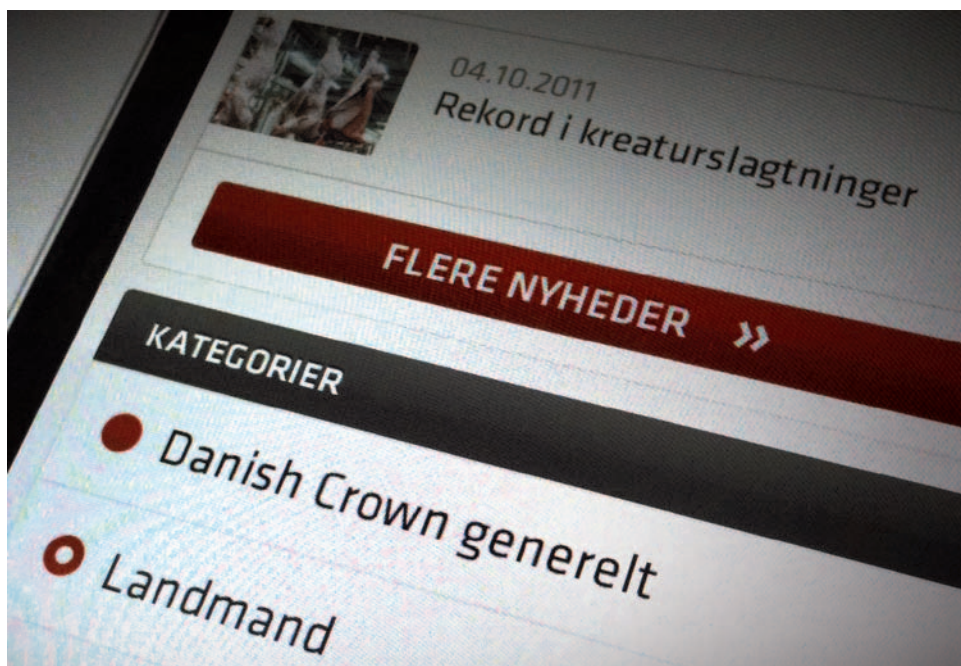 04.10.2011
Rekord i kreaturslagtninger
FLERE NYHEDER »
KATEGORIER
Danish Crown generelt
Landmand